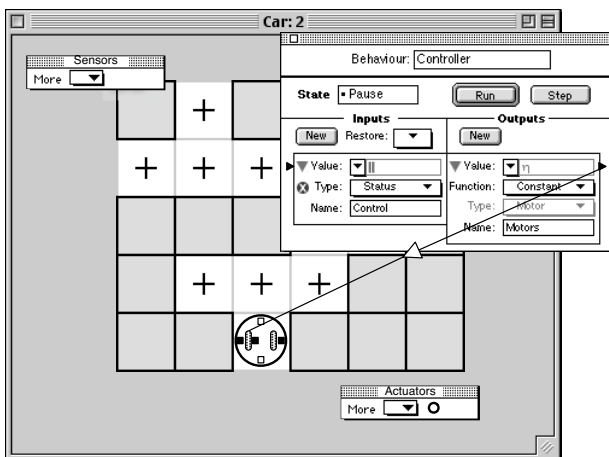 Car: 2
Sensors
More
Behaviour: Controller
State Pause Run Step
Inputs Outputs
New Restore: New
Value: || Value: η
Type: Status Function: Constant
Name: Control Type: Motor
Name: Motors
Actuators
More